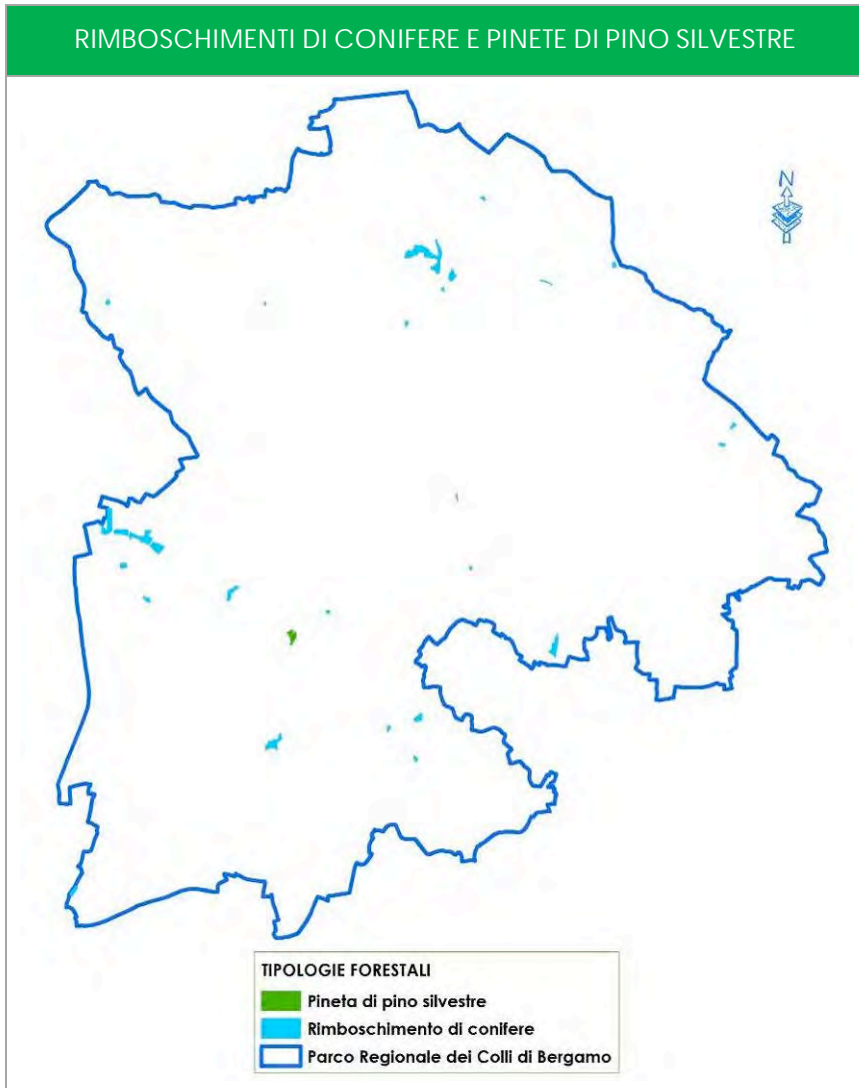 RIMBOSCHIMENTI DI CONIFERE E PINETE DI PINO SILVESTRE
N
TIPOLOGIE FORESTALI
Pineta di pino silvestre
Rimboschimento di conifere
Parco Regionale dei Colli di Bergamo